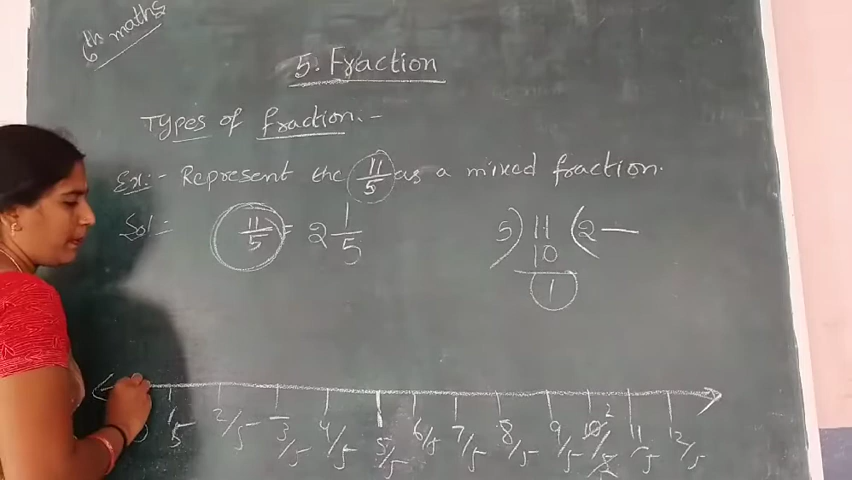 6th maths
5. Fraction
Types of fraction:-
Ex:- Represent the 11/5 as a mixed fraction.
Sol:- 11/5 = 2 1/5
5) 11 (2
10
1
0 1/5 2/5 3/5 4/5 5/5 6/5 7/5 8/5 9/5 10/5 2 11/5 12/5